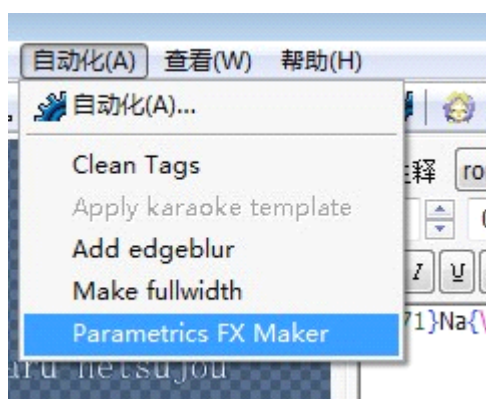 自动化(A) 查看(W) 帮助(H)
自动化(A)...
Clean Tags
释 ro
Apply karaoke template
Add edgeblur
I U
Make fullwidth
Parametrics FX Maker
71}Na{\
aru netsujou